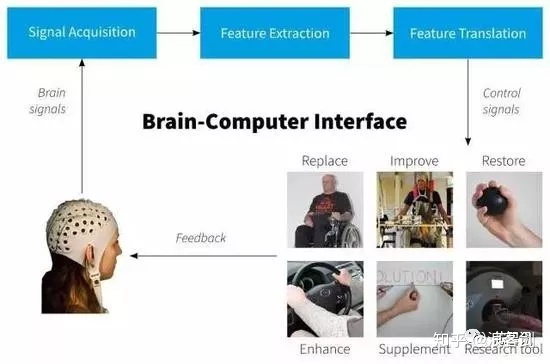 Signal Acquisition
Feature Extraction
Feature Translation
Brain
signals
Control
signals
Brain-Computer Interface
Replace
Improve
Restore
Feedback
OLUTION!
Enhance
Supplement
Research tool
知乎